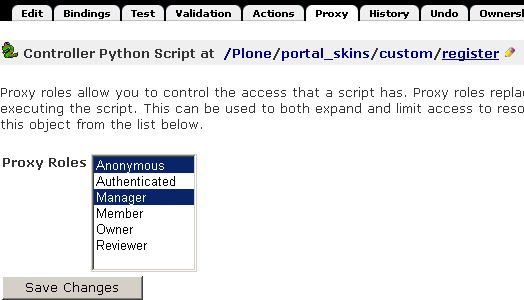 Edit Bindings Test Validation Actions Proxy History Undo Ownersh
Controller Python Script at /Plone/portal_skins/custom/register
Proxy roles allow you to control the access that a script has. Proxy roles repla
executing the script. This can be used to both expand and limit access to reso
this object from the list below.
Proxy Roles
Anonymous
Authenticated
Manager
Member
Owner
Reviewer
Save Changes